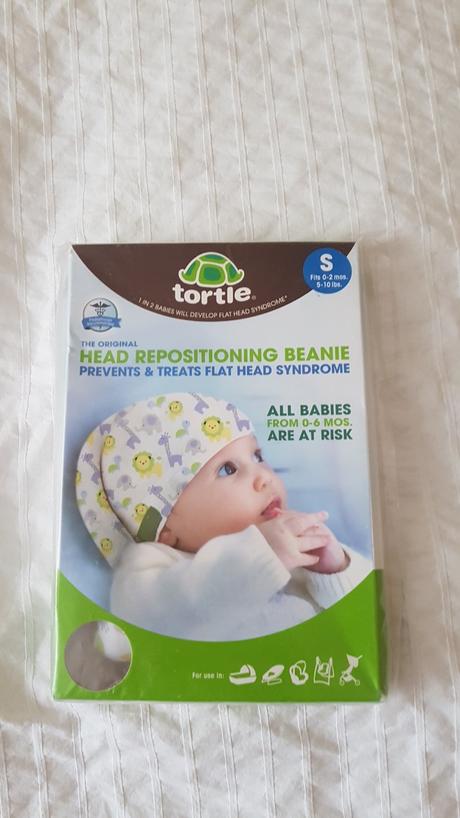 tortle®
1 IN 2 BABIES WILL DEVELOP FLAT HEAD SYNDROME*
S
Fits 0-2 mos.
5-10 lbs.
THE ORIGINAL
HEAD REPOSITIONING BEANIE
PREVENTS & TREATS FLAT HEAD SYNDROME
ALL BABIES
FROM 0-6 MOS.
ARE AT RISK
For use in: